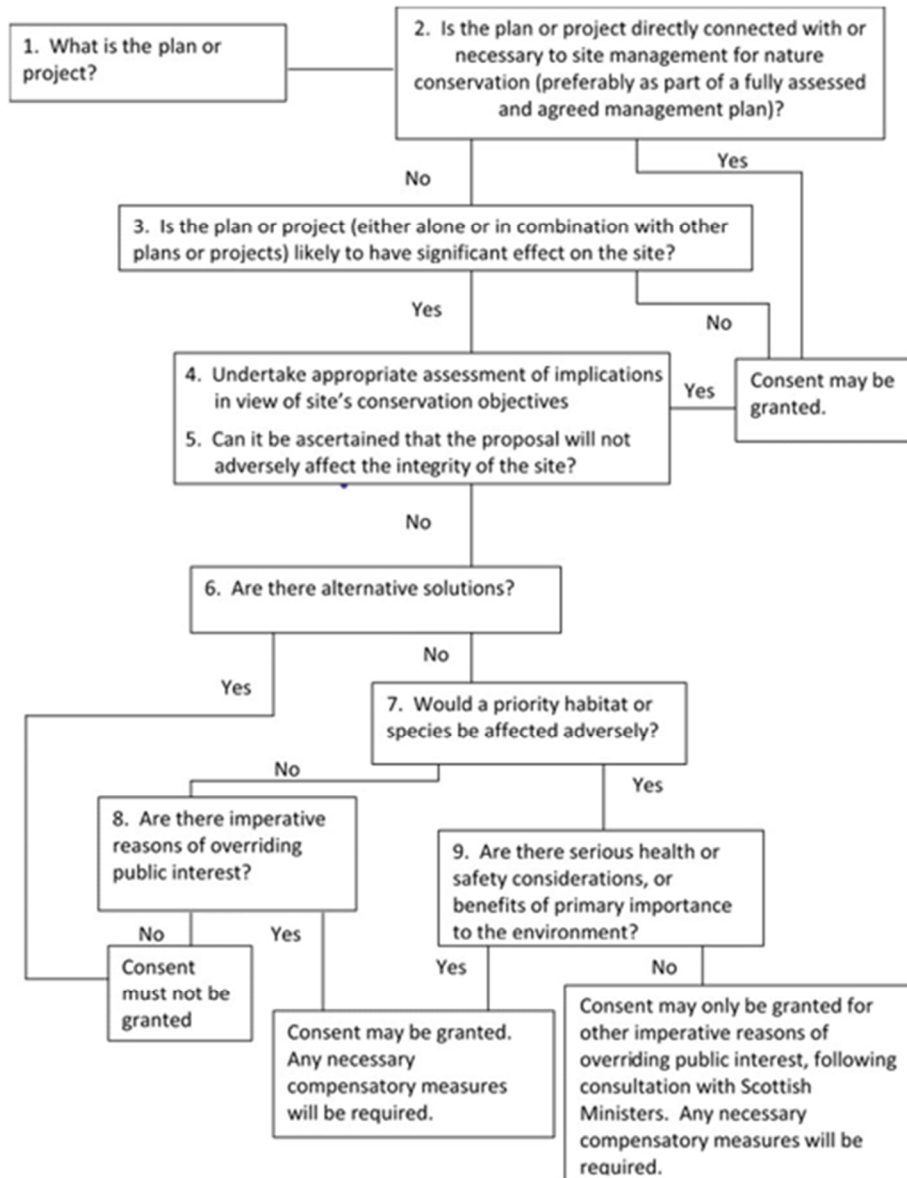 1. What is the plan or
project?
2. Is the plan or project directly connected with or
necessary to site management for nature
conservation (preferably as part of a fully assessed
and agreed management plan)?
Yes
No
3. Is the plan or project (either alone or in combination with other
plans or projects) likely to have significant effect on the site?
Yes
No
4. Undertake appropriate assessment of implications
in view of site's conservation objectives
5. Can it be ascertained that the proposal will not
adversely affect the integrity of the site?
Yes
Consent may be
granted.
No
6. Are there alternative solutions?
No
Yes
7. Would a priority habitat or
species be affected adversely?
No
Yes
8. Are there imperative
reasons of overriding
public interest?
9. Are there serious health or
safety considerations, or
benefits of primary importance
to the environment?
No
Yes
Yes
No
Consent
must not be
granted
Consent may be granted.
Any necessary
compensatory measures
will be required.
Consent may only be granted for
other imperative reasons of
overriding public interest, following
consultation with Scottish
Ministers. Any necessary
compensatory measures will be
required.